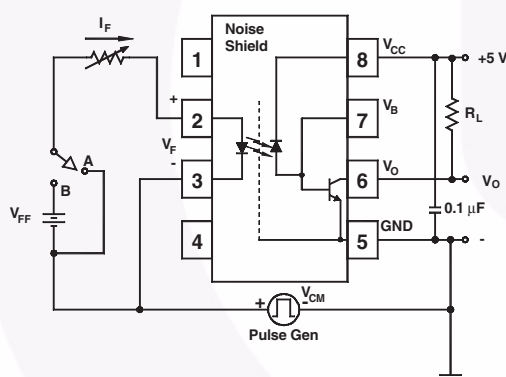 I_F
Noise
Shield
1
8
V_CC
+5 V
+
2
7
V_B
R_L
V_F
A
-
3
6
V_O
V_O
B
V_FF
4
5
GND
0.1 µF
-
+
V_CM
-
Pulse Gen